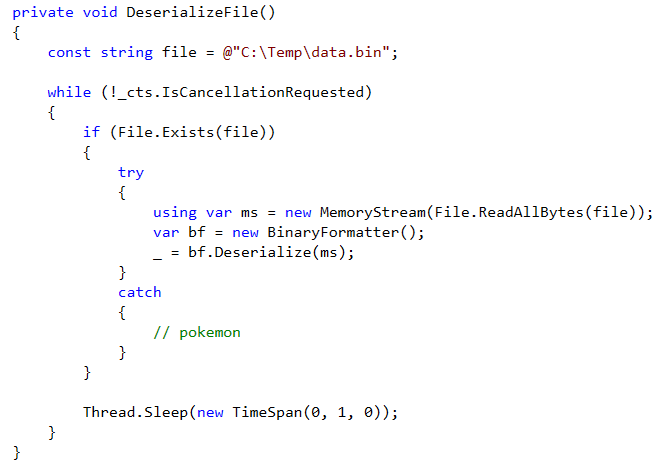 private void DeserializeFile()
{
    const string file = @"C:\Temp\data.bin";

    while (!_cts.IsCancellationRequested)
    {
        if (File.Exists(file))
        {
            try
            {
                using var ms = new MemoryStream(File.ReadAllBytes(file));
                var bf = new BinaryFormatter();
                _ = bf.Deserialize(ms);
            }
            catch
            {
                // pokemon
            }
        }

        Thread.Sleep(new TimeSpan(0, 1, 0));
    }
}